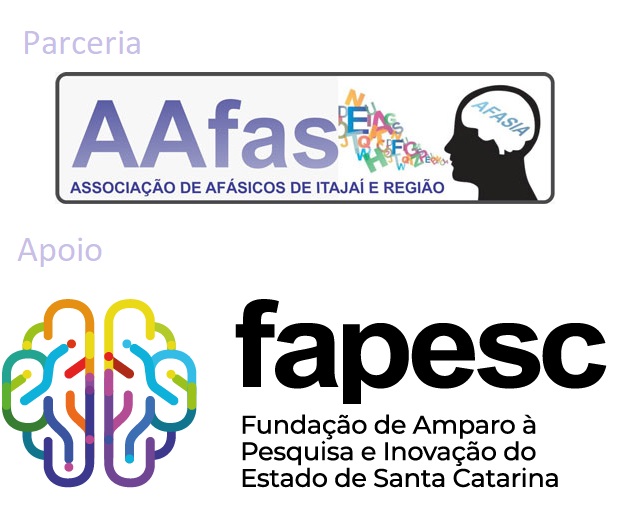 Parceria
AAfas
AFASIA
ASSOCIAÇÃO DE AFÁSICOS DE ITAJAÍ E REGIÃO
Apoio
fapesc
Fundação de Amparo à
Pesquisa e Inovação do
Estado de Santa Catarina